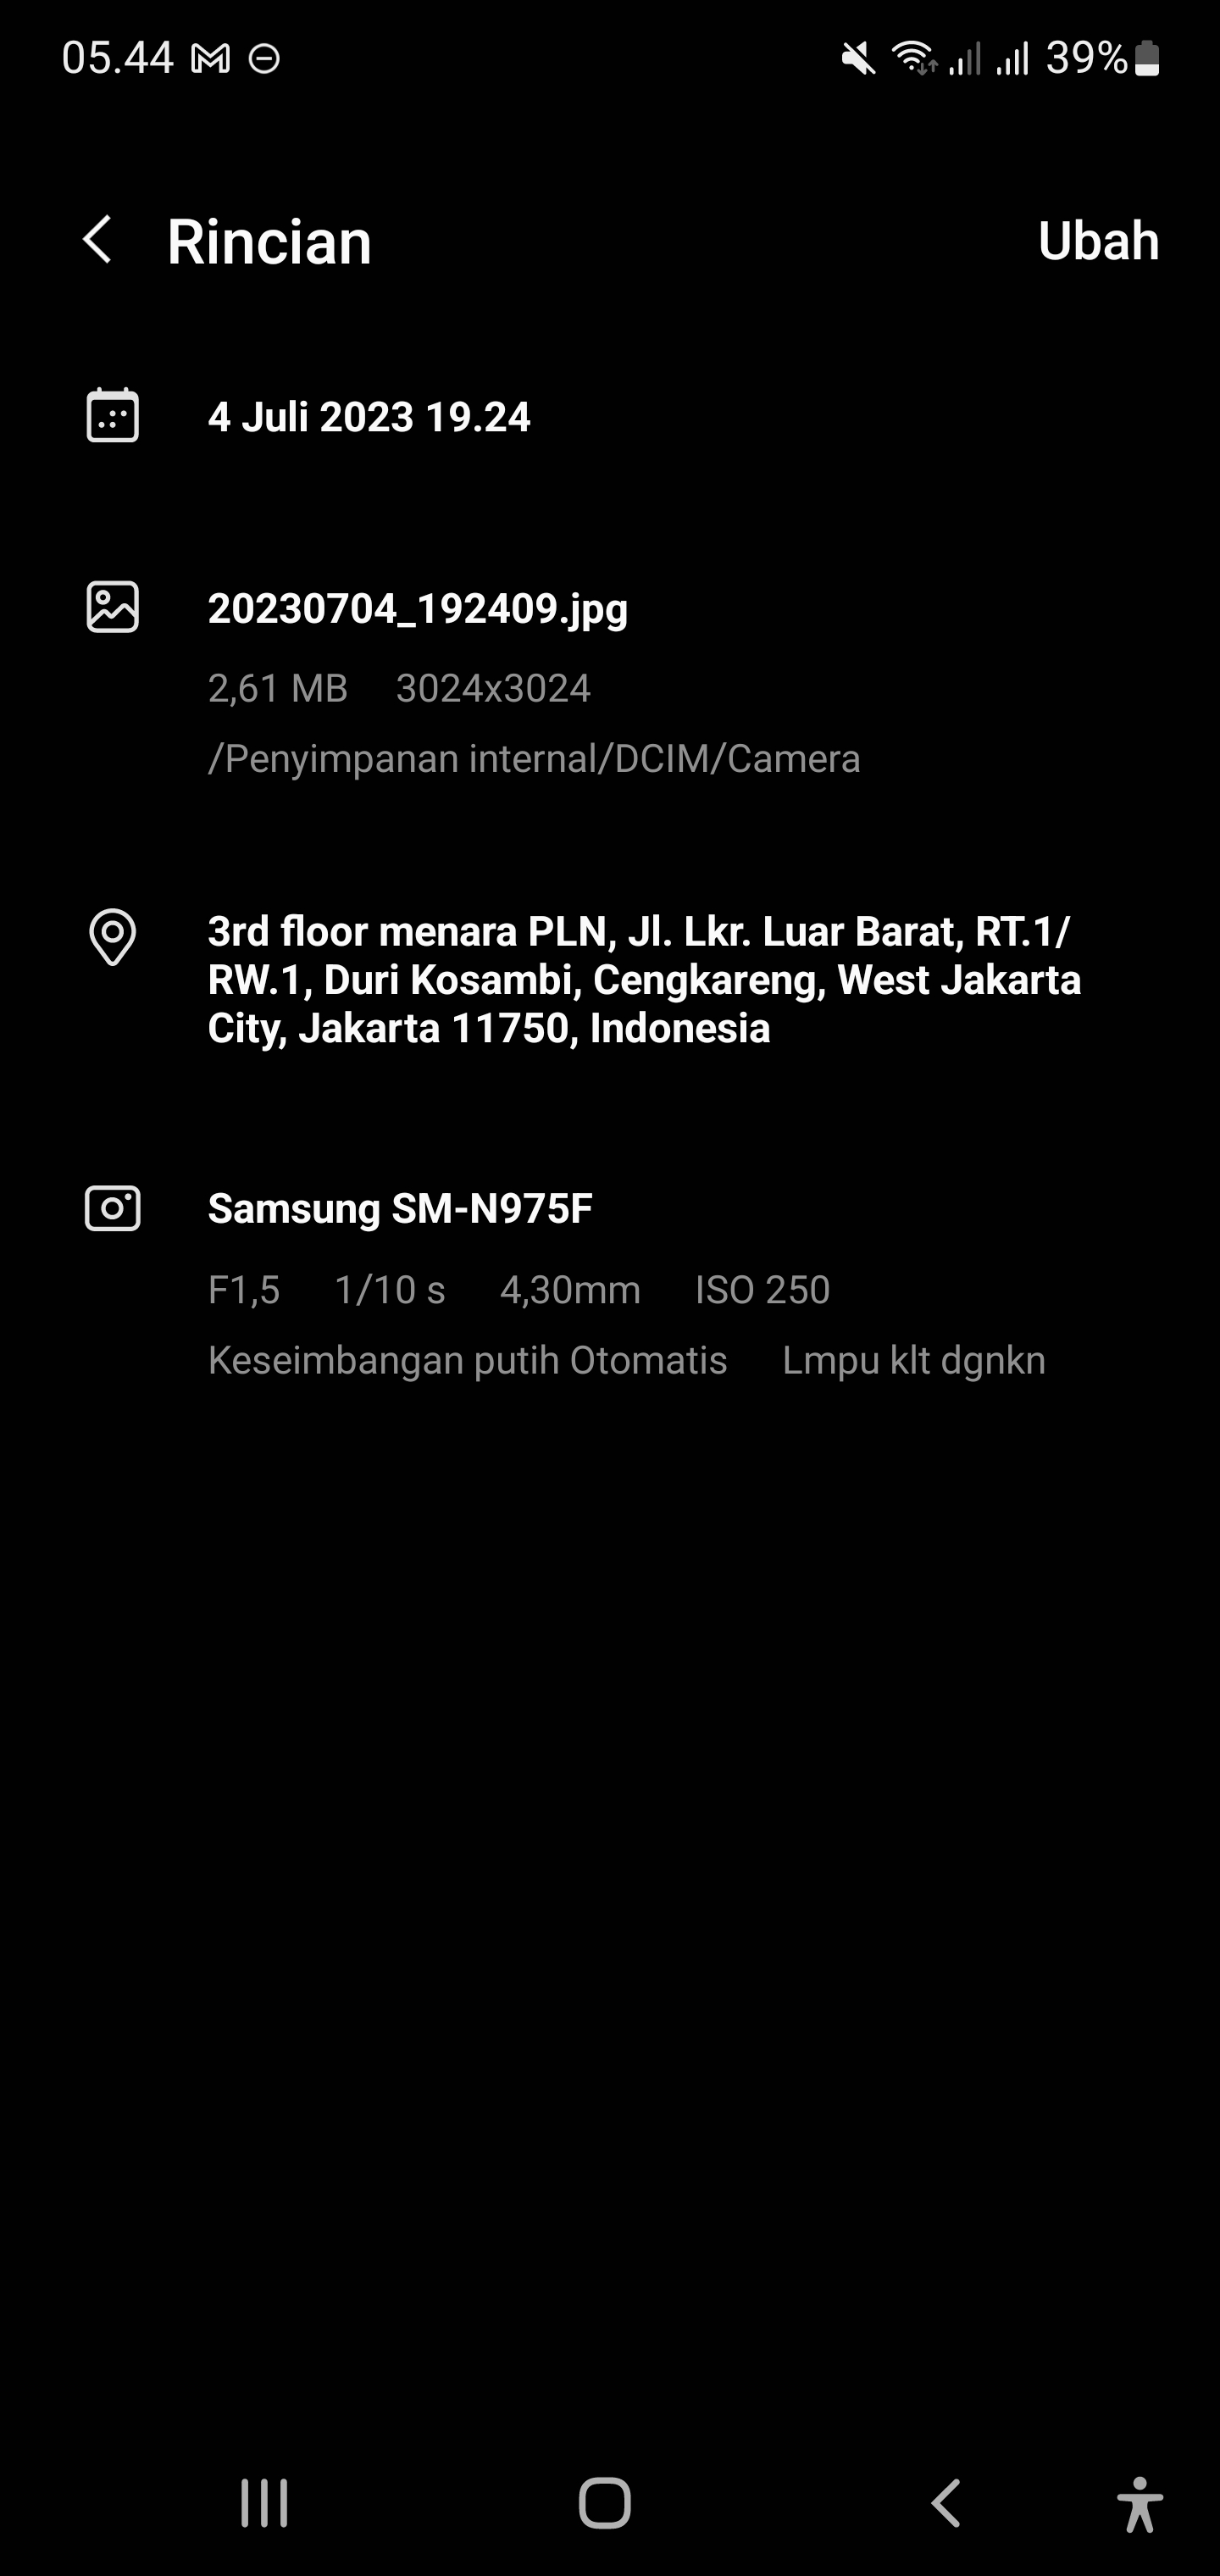 05.44
39%
Rincian
Ubah
4 Juli 2023 19.24
20230704_192409.jpg
2,61 MB 3024x3024
/Penyimpanan internal/DCIM/Camera
3rd floor menara PLN, Jl. Lkr. Luar Barat, RT.1/
RW.1, Duri Kosambi, Cengkareng, West Jakarta
City, Jakarta 11750, Indonesia
Samsung SM-N975F
F1,5 1/10 s 4,30mm ISO 250
Keseimbangan putih Otomatis Lmpu klt dgnkn